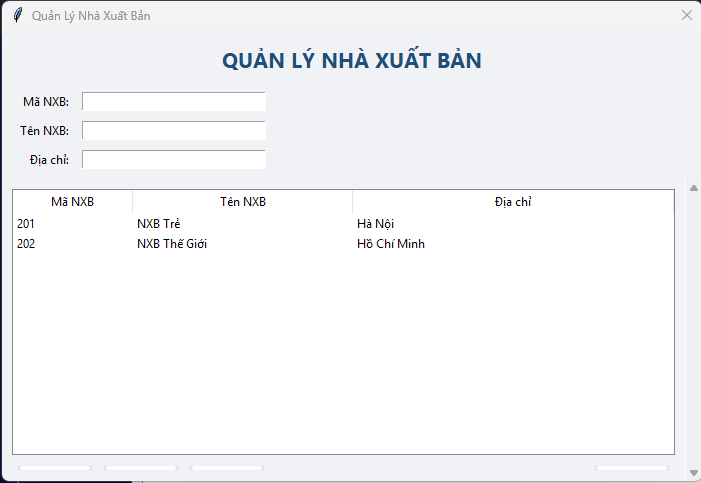 Quản Lý Nhà Xuất Bản
QUẢN LÝ NHÀ XUẤT BẢN
Mã NXB:
Tên NXB:
Địa chỉ:
Mã NXB Tên NXB Địa chỉ
201 NXB Trẻ Hà Nội
202 NXB Thế Giới Hồ Chí Minh